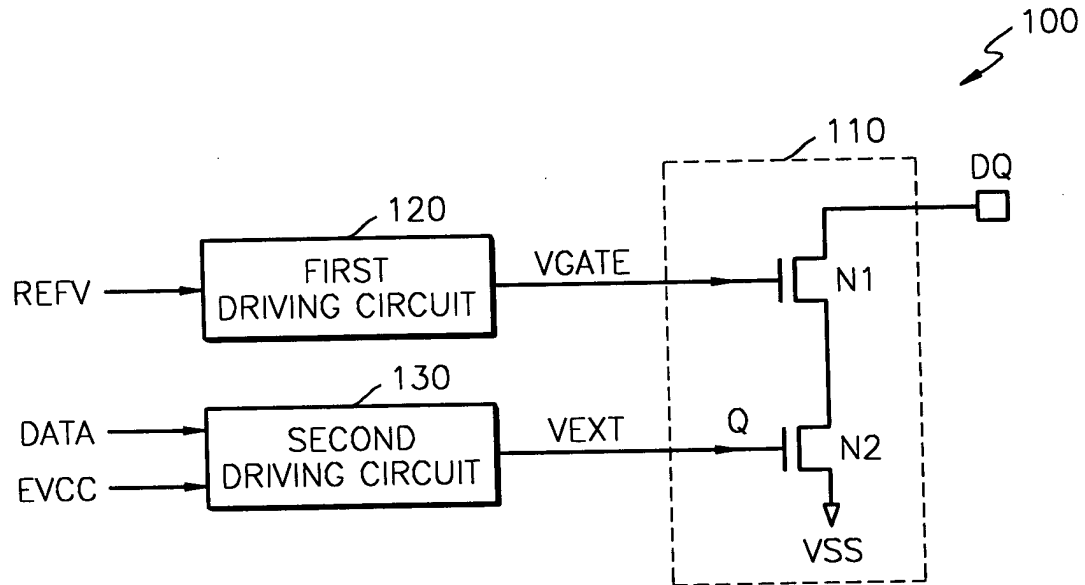 100
110
DQ
120
FIRST
DRIVING CIRCUIT
REFV
VGATE
N1
130
SECOND
DRIVING CIRCUIT
DATA
EVCC
VEXT
Q
N2
VSS